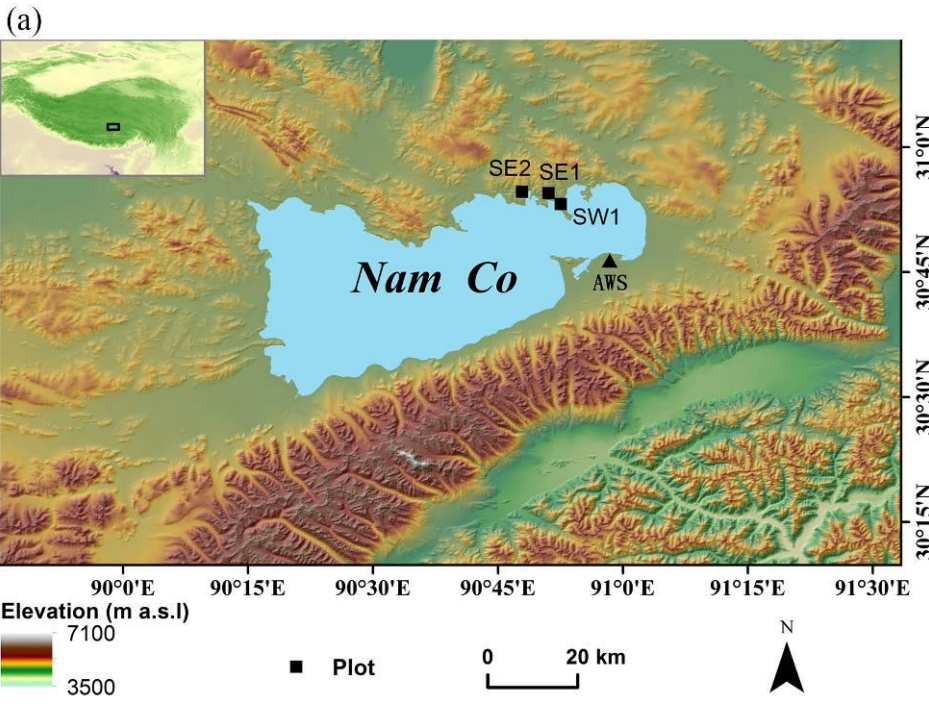 (a)
SE2 SE1
SW1
Nam Co
AWS
31°0'N
30°45'N
30°30'N
30°15'N
90°0'E 90°15'E 90°30'E 90°45'E 91°0'E 91°15'E 91°30'E
Elevation (m a.s.l)
7100
3500
Plot
0 20 km
N